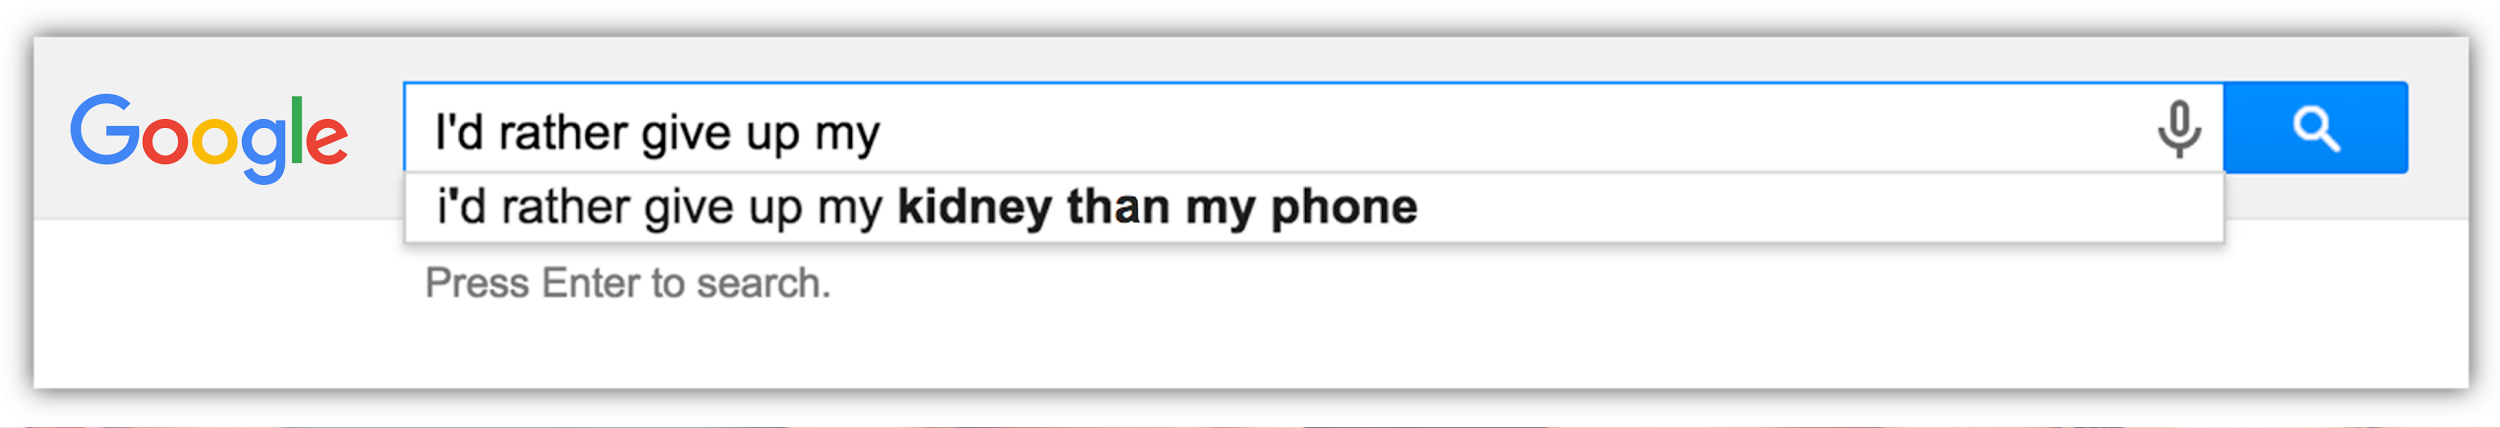 Google
I'd rather give up my
i'd rather give up my kidney than my phone
Press Enter to search.